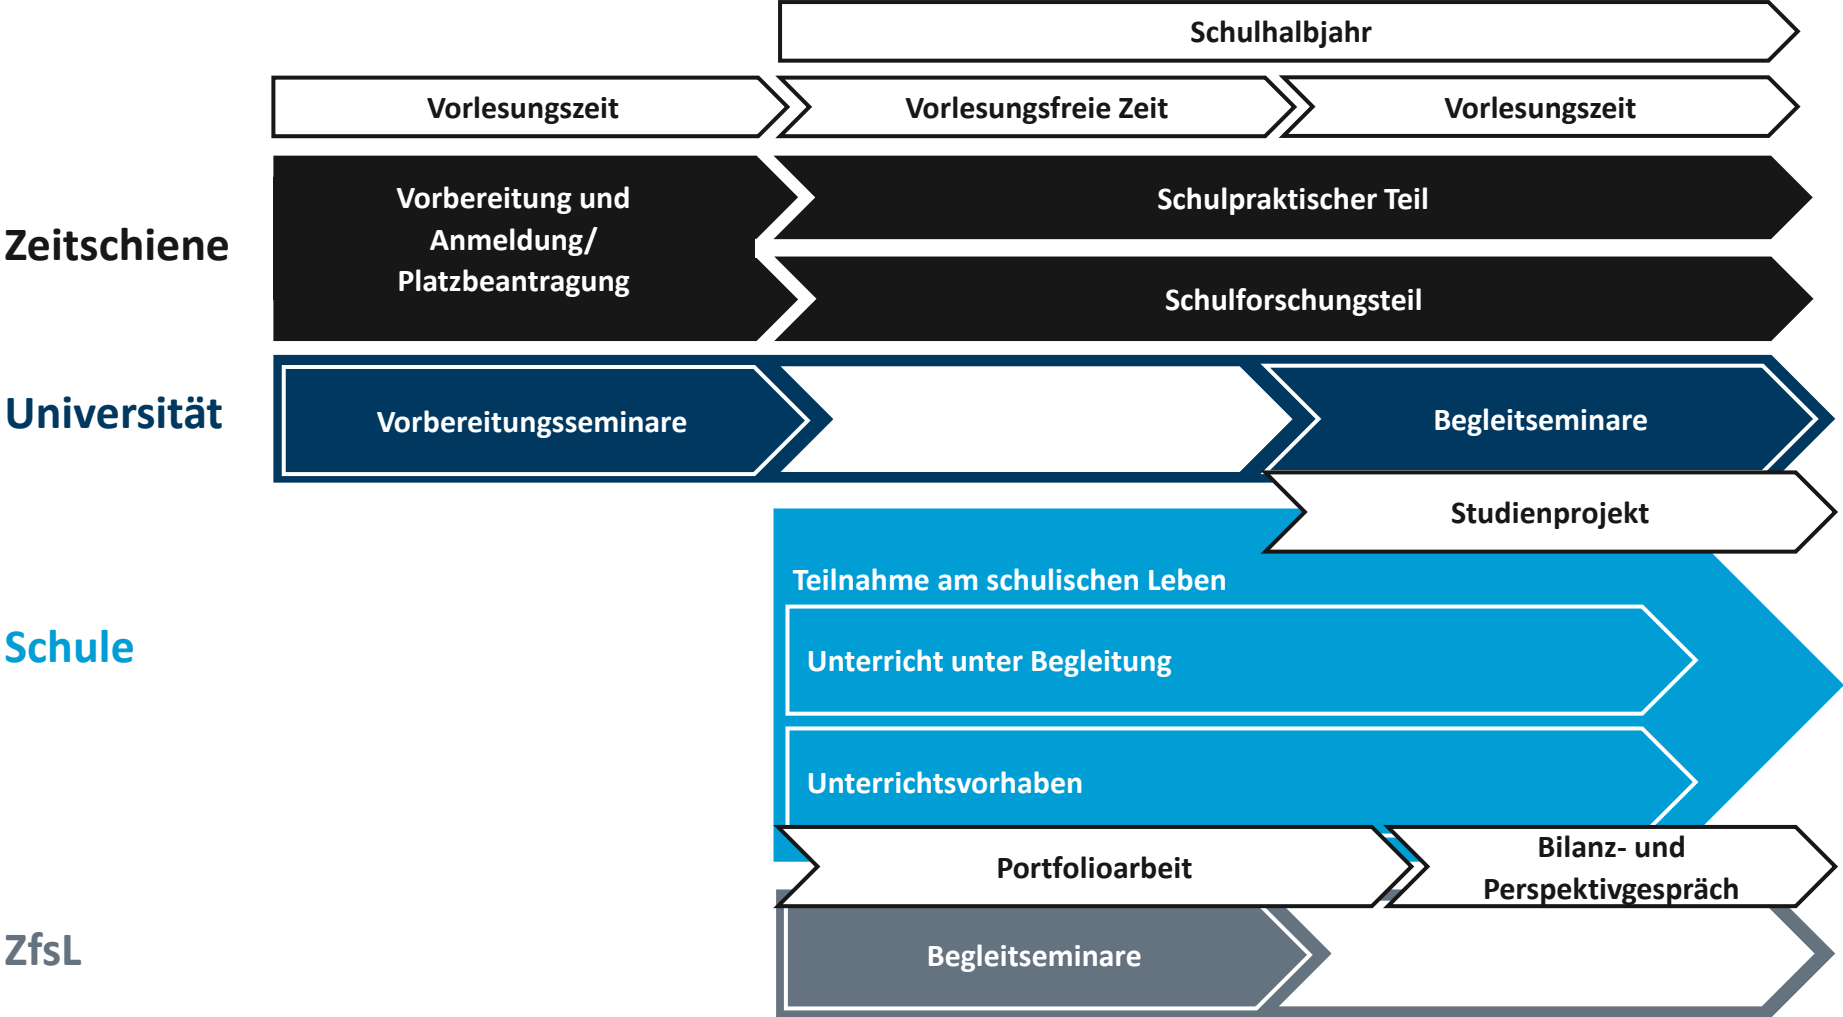 Schulhalbjahr
Vorlesungszeit
Vorlesungsfreie Zeit
Vorlesungszeit
Zeitschiene
Vorbereitung und
Anmeldung/
Platzbeantragung
Schulpraktischer Teil
Schulforschungsteil
Universität
Vorbereitungsseminare
Begleitseminare
Studienprojekt
Schule
Teilnahme am schulischen Leben
Unterricht unter Begleitung
Unterrichtsvorhaben
Portfolioarbeit
Bilanz- und
Perspektivgespräch
ZfsL
Begleitseminare